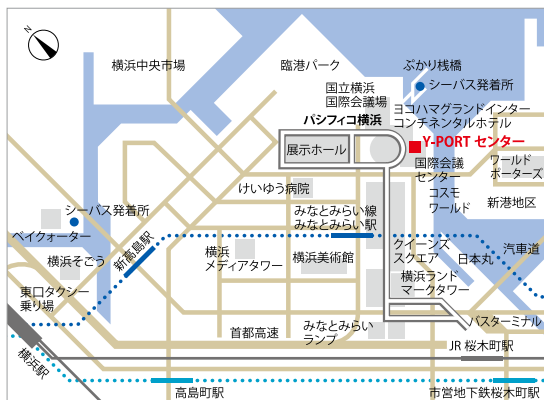 N
横浜中央市場
臨港パーク
ぷかり桟橋
シーバス発着所
国立横浜
国際会議場
ヨコハマグランドインター
コンチネンタルホテル
パシフィコ横浜
展示ホール
Y-PORT センター
国際会議
センター
ワールド
ポーターズ
けいゆう病院
コスモ
ワールド
新港地区
シーバス発着所
みなとみらい線
みなとみらい駅
ベイクォーター
新高島駅
横浜
メディアタワー
横浜美術館
クイーンズ
スクエア
日本丸
汽車道
横浜そごう
横浜ランド
マークタワー
東口タクシー
乗り場
首都高速
みなとみらい
ランプ
バスターミナル
横浜駅
JR 桜木町駅
高島町駅
市営地下鉄桜木町駅